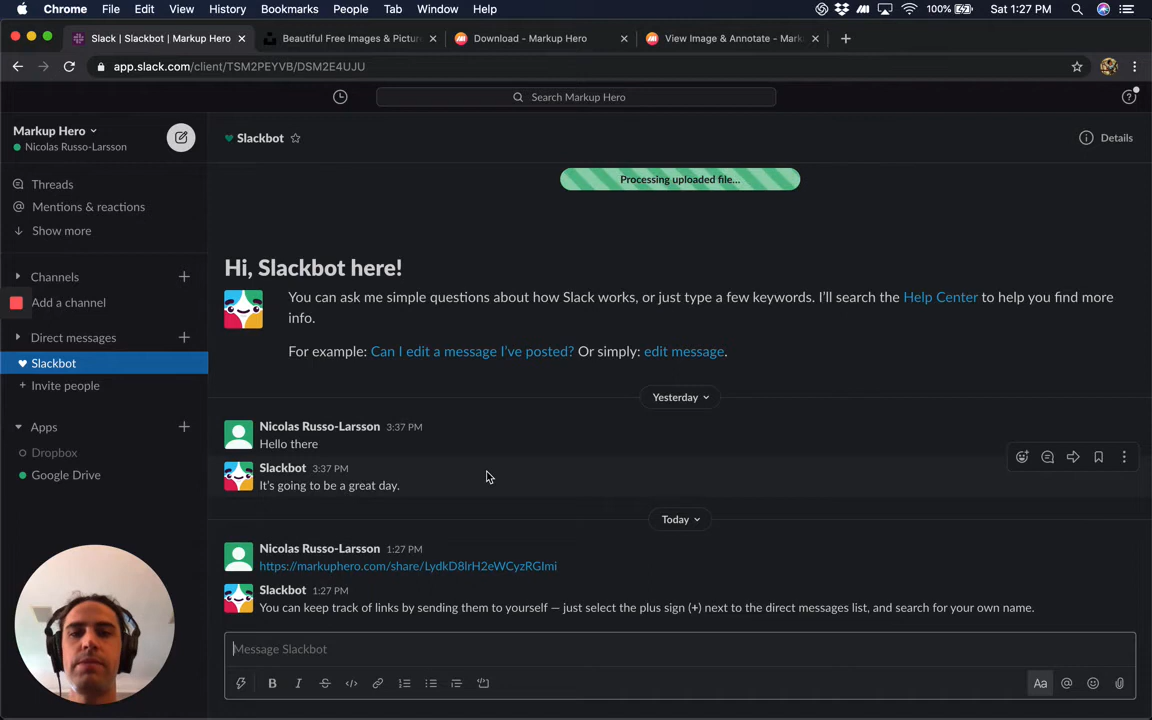 Chrome File Edit View History Bookmarks People Tab Window Help 100% Sat 1:27 PM
Slack | Slackbot | Markup Hero Beautiful Free Images & Pictur Download - Markup Hero View Image & Annotate - Mark
app.slack.com/client/TSM2PEYVB/DSM2E4UJU
Search Markup Hero
Markup Hero
Nicolas Russo-Larsson
Threads
Mentions & reactions
Show more
Channels
Add a channel
Direct messages
Slackbot
Invite people
Apps
Dropbox
Google Drive
Slackbot Details
Processing uploaded file...
Hi, Slackbot here!
You can ask me simple questions about how Slack works, or just type a few keywords. I'll search the Help Center to help you find more
info.
For example: Can I edit a message I've posted? Or simply: edit message.
Yesterday
Nicolas Russo-Larsson 3:37 PM
Hello there
Slackbot 3:37 PM
It's going to be a great day.
Today
Nicolas Russo-Larsson 1:27 PM
https://markuphero.com/share/LydkD8lrH2eWCyzRGlmi
Slackbot 1:27 PM
You can keep track of links by sending them to yourself — just select the plus sign (+) next to the direct messages list, and search for your own name.
Message Slackbot
B I S Aa